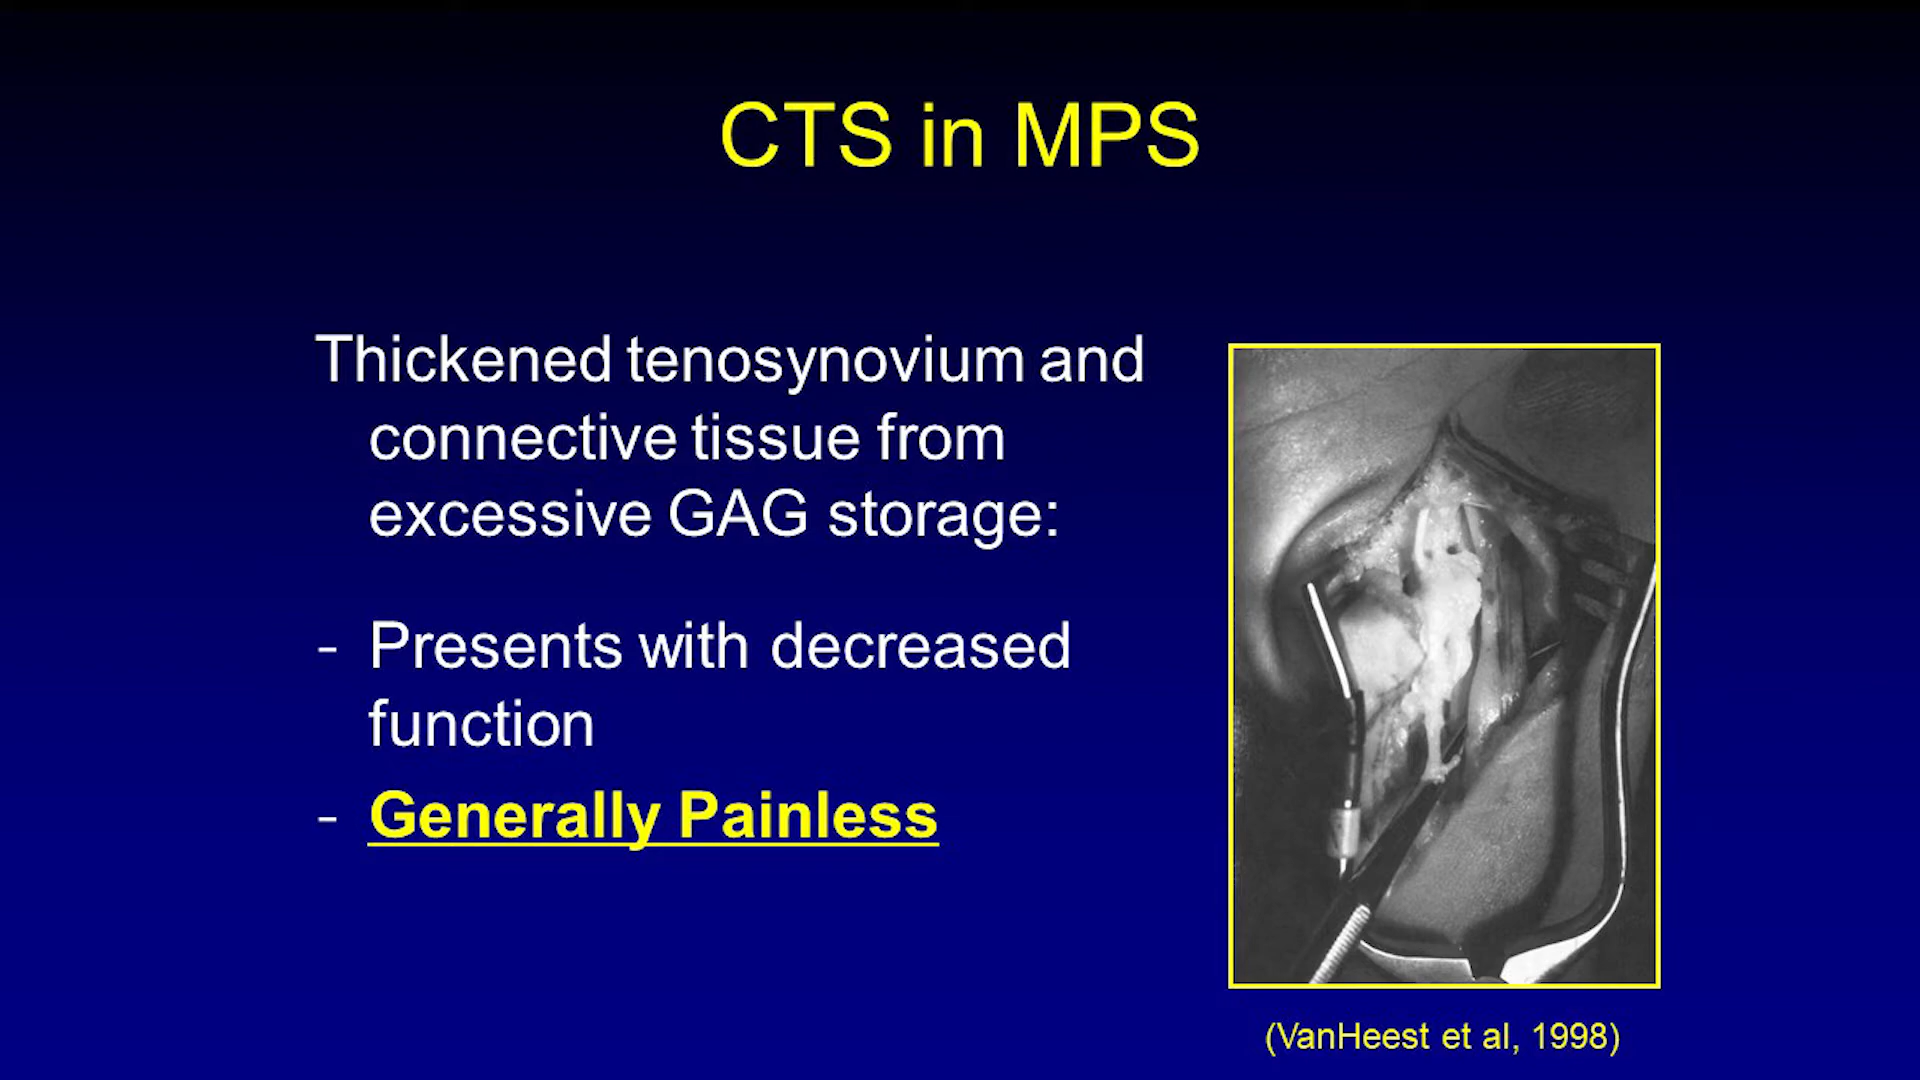 CTS in MPS
Thickened tenosynovium and
connective tissue from
excessive GAG storage:
- Presents with decreased
function
- Generally Painless
(VanHeest et al, 1998)